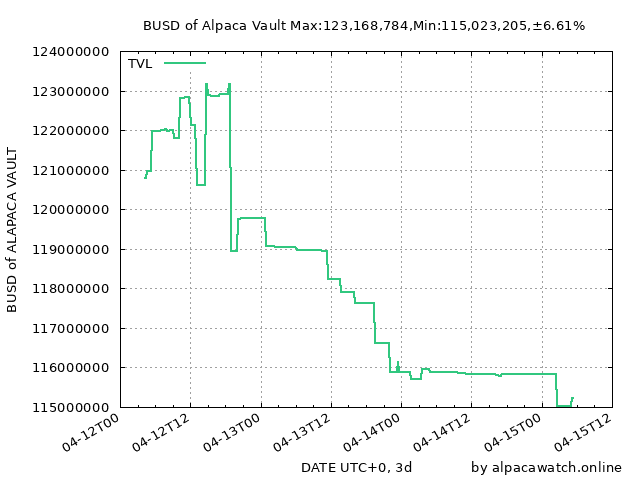 BUSD of Alpaca Vault Max:123,168,784,Min:115,023,205,±6.61%
TVL
124000000
123000000
122000000
121000000
120000000
119000000
118000000
117000000
116000000
115000000
BUSD of ALAPACA VAULT
04-12T00
04-12T12
04-13T00
04-13T12
04-14T00
04-14T12
04-15T00
04-15T12
DATE UTC+0, 3d
by alpacawatch.online